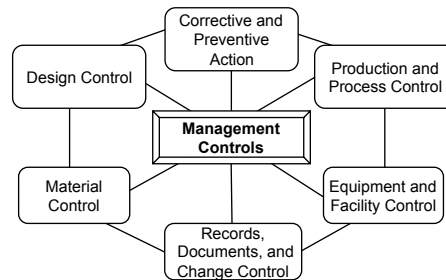 Corrective and
Preventive
Action
Design Control
Production and
Process Control
Management
Controls
Material
Control
Equipment and
Facility Control
Records,
Documents, and
Change Control